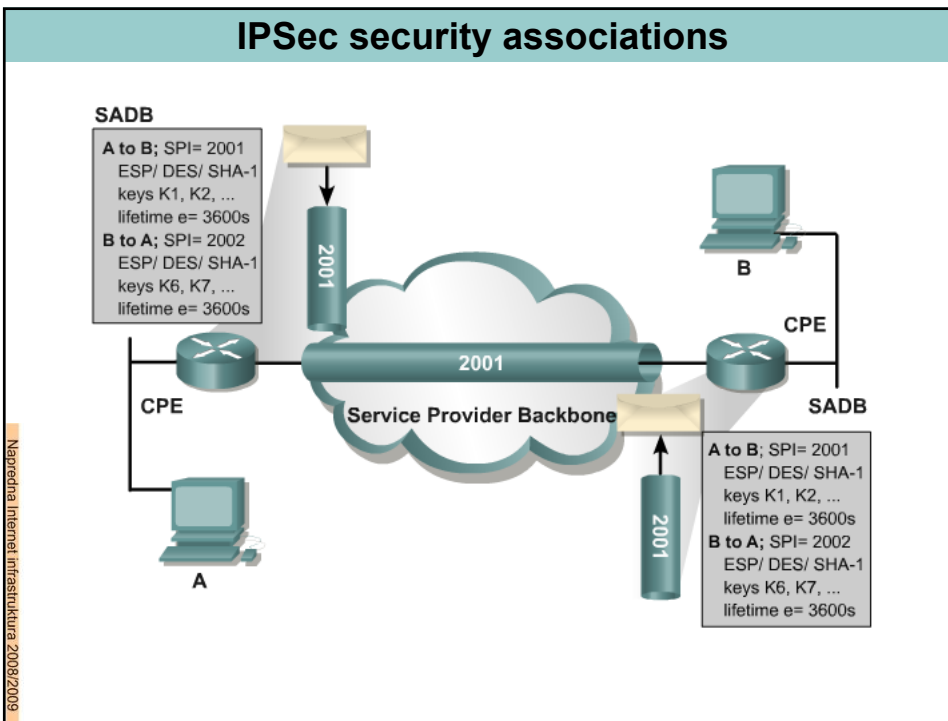 IPSec security associations
SADB
A to B; SPI= 2001
ESP/ DES/ SHA-1
keys K1, K2, ...
lifetime e= 3600s
B to A; SPI= 2002
ESP/ DES/ SHA-1
keys K6, K7, ...
lifetime e= 3600s
2001
B
CPE
2001
CPE
Service Provider Backbone
SADB
A to B; SPI= 2001
ESP/ DES/ SHA-1
keys K1, K2, ...
lifetime e= 3600s
B to A; SPI= 2002
ESP/ DES/ SHA-1
keys K6, K7, ...
lifetime e= 3600s
2001
A
Napredna Internet infrastruktura 2008/2009